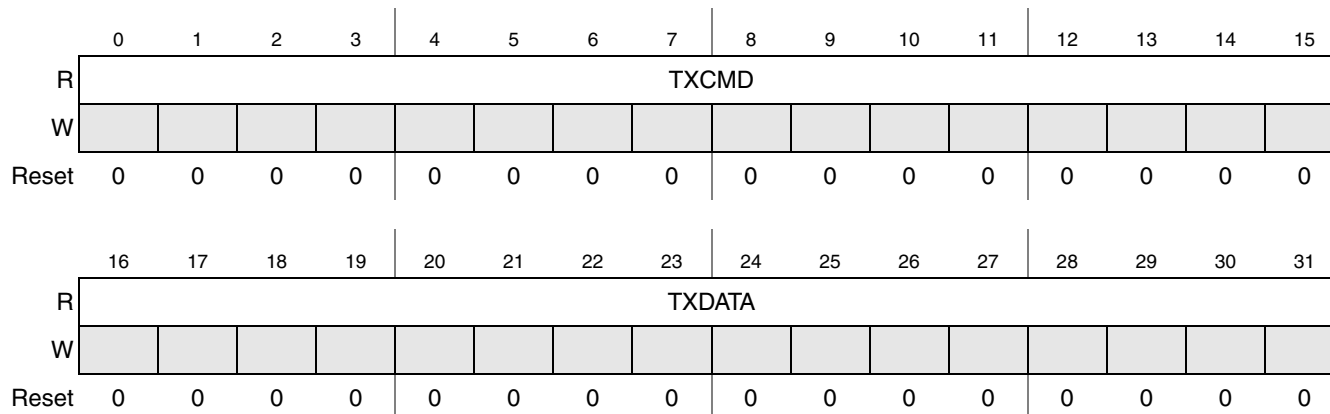 0 1 2 3 4 5 6 7 8 9 10 11 12 13 14 15
R TXCMD
W
Reset 0 0 0 0 0 0 0 0 0 0 0 0 0 0 0 0
16 17 18 19 20 21 22 23 24 25 26 27 28 29 30 31
R TXDATA
W
Reset 0 0 0 0 0 0 0 0 0 0 0 0 0 0 0 0